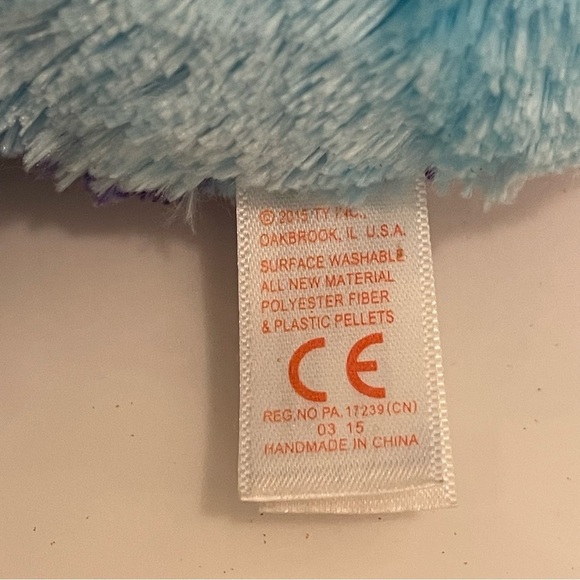 © 2015 TY INC.,
OAKBROOK, IL U.S.A.
SURFACE WASHABLE
ALL NEW MATERIAL
POLYESTER FIBER
& PLASTIC PELLETS
CE
REG.NO PA. 17239 (CN)
03 15
HANDMADE IN CHINA